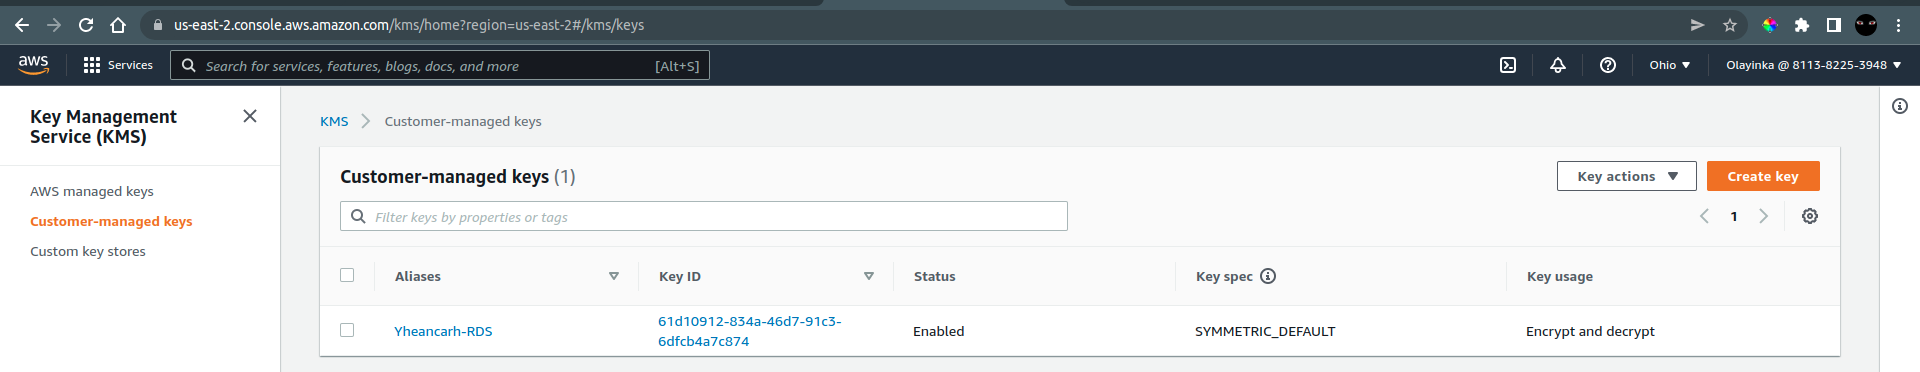 us-east-2.console.aws.amazon.com/kms/home?region=us-east-2#/kms/keys
aws
Services
Search for services, features, blogs, docs, and more
[Alt+S]
Ohio
Olayinka @ 8113-8225-3948
Key Management
Service (KMS)
AWS managed keys
Customer-managed keys
Custom key stores
KMS
Customer-managed keys
Customer-managed keys (1)
Key actions
Create key
Filter keys by properties or tags
1
Aliases
Key ID
Status
Key spec
Key usage
Yheancarh-RDS
61d10912-834a-46d7-91c3-
6dfcb4a7c874
Enabled
SYMMETRIC_DEFAULT
Encrypt and decrypt